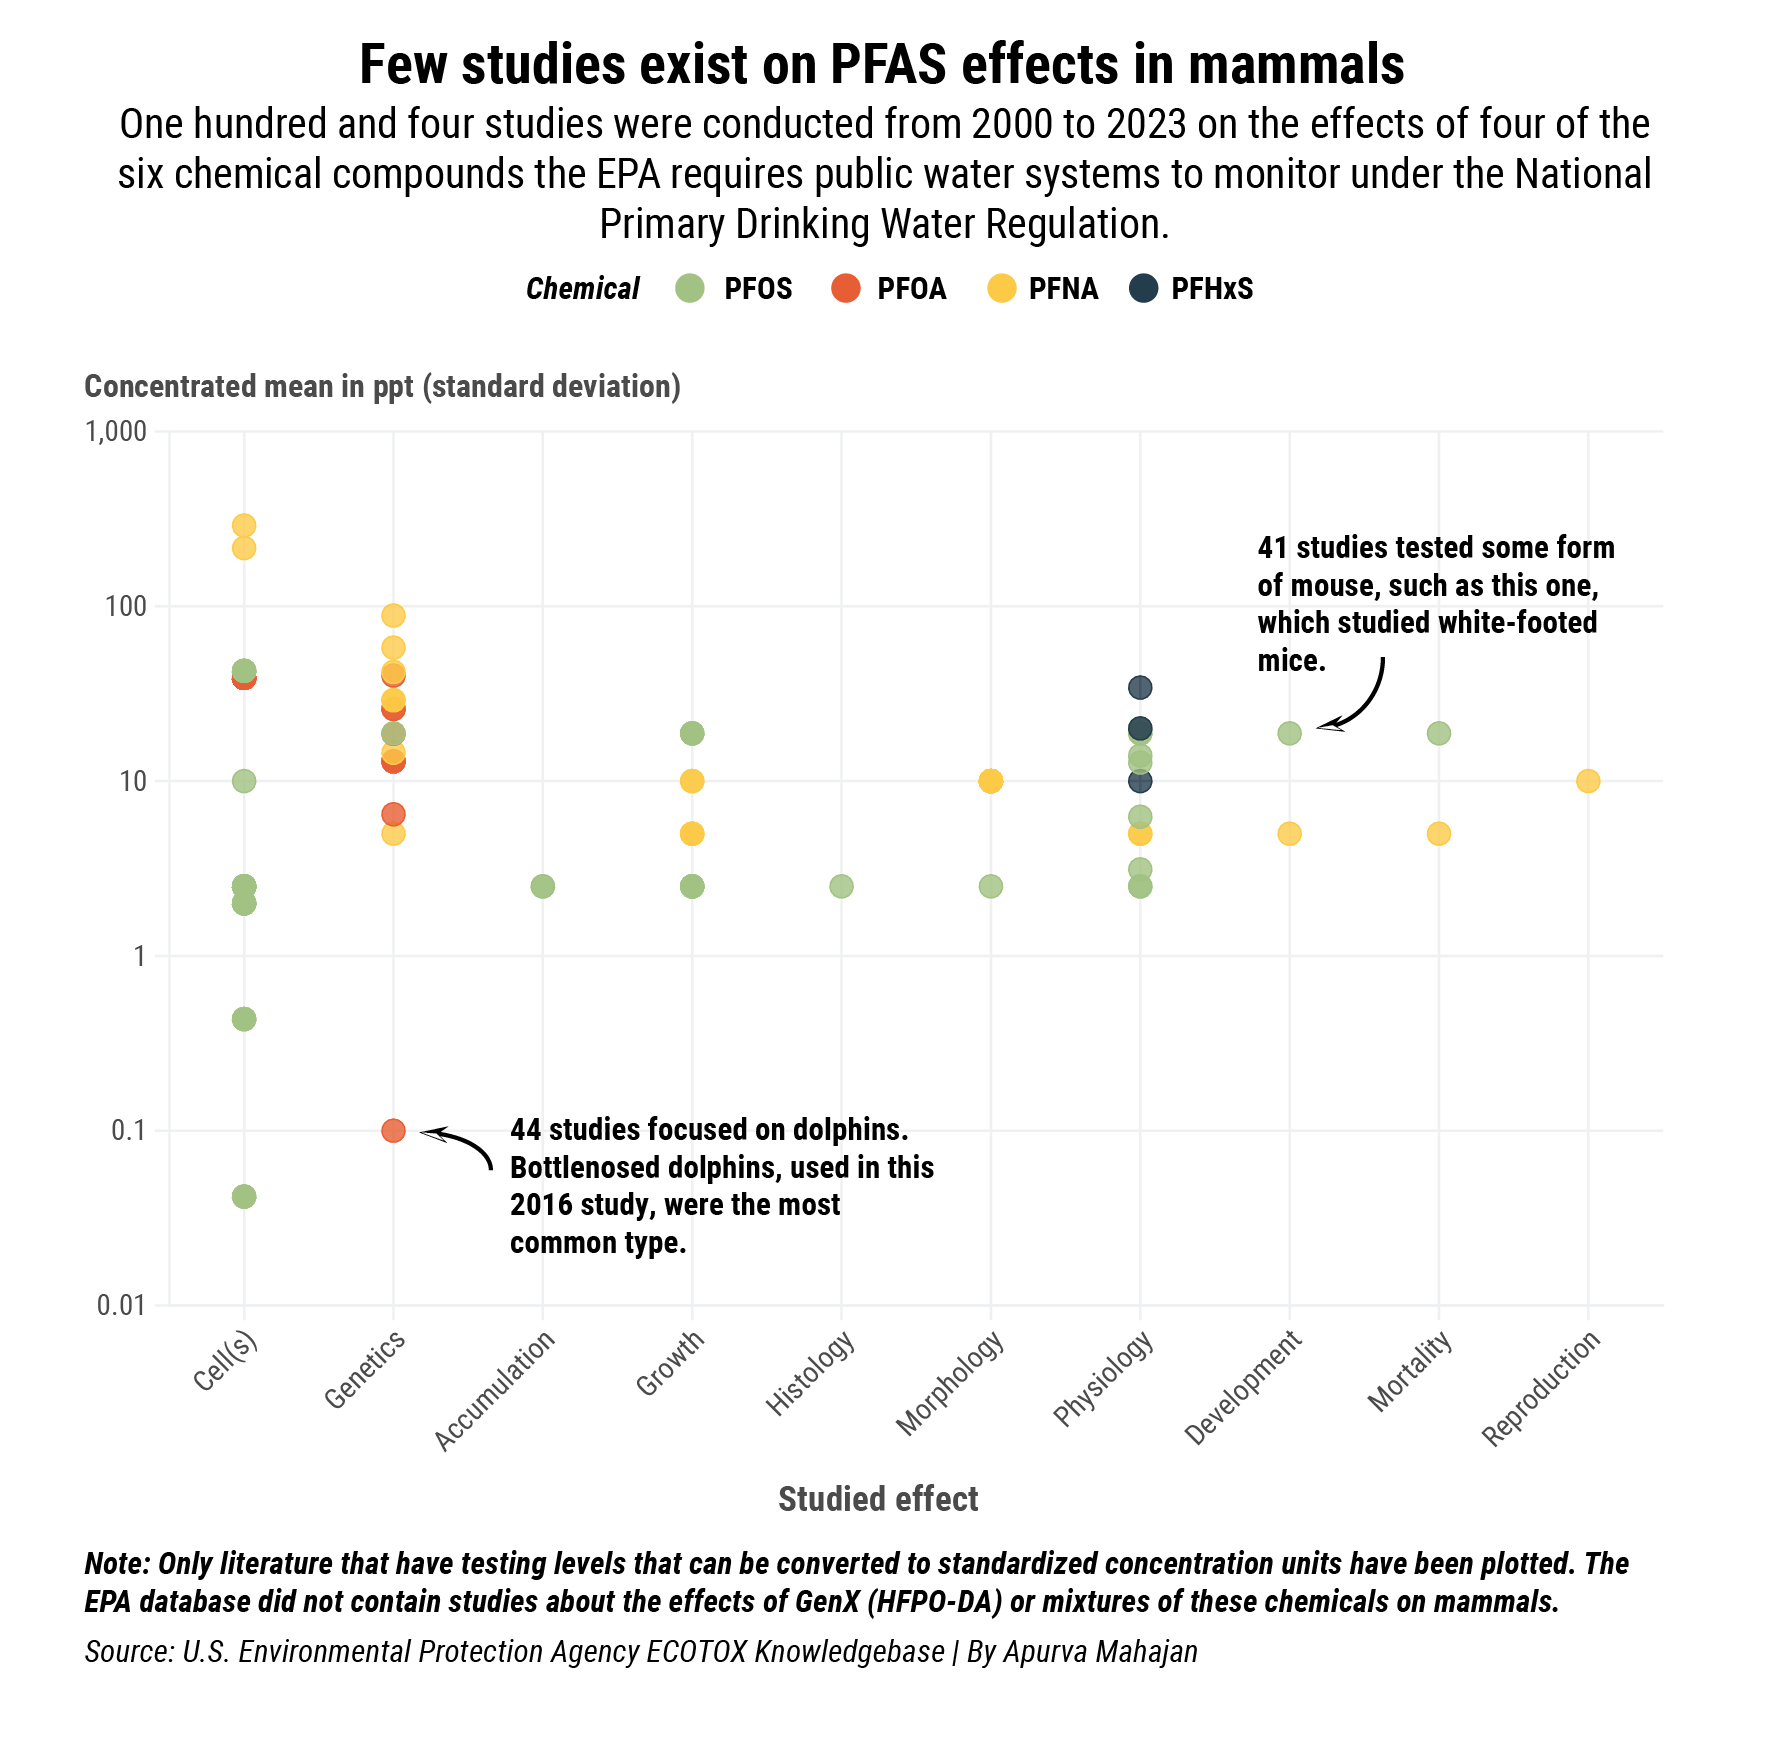 Few studies exist on PFAS effects in mammals
One hundred and four studies were conducted from 2000 to 2023 on the effects of four of the
six chemical compounds the EPA requires public water systems to monitor under the National
Primary Drinking Water Regulation.
Chemical PFOS PFOA PFNA PFHxS
Concentrated mean in ppt (standard deviation)
1,000
100
10
1
0.1
0.01
41 studies tested some form
of mouse, such as this one,
which studied white-footed
mice.
44 studies focused on dolphins.
Bottlenosed dolphins, used in this
2016 study, were the most
common type.
Cell(s)
Genetics
Accumulation
Growth
Histology
Morphology
Physiology
Development
Mortality
Reproduction
Studied effect
Note: Only literature that have testing levels that can be converted to standardized concentration units have been plotted. The
EPA database did not contain studies about the effects of GenX (HFPO-DA) or mixtures of these chemicals on mammals.
Source: U.S. Environmental Protection Agency ECOTOX Knowledgebase | By Apurva Mahajan